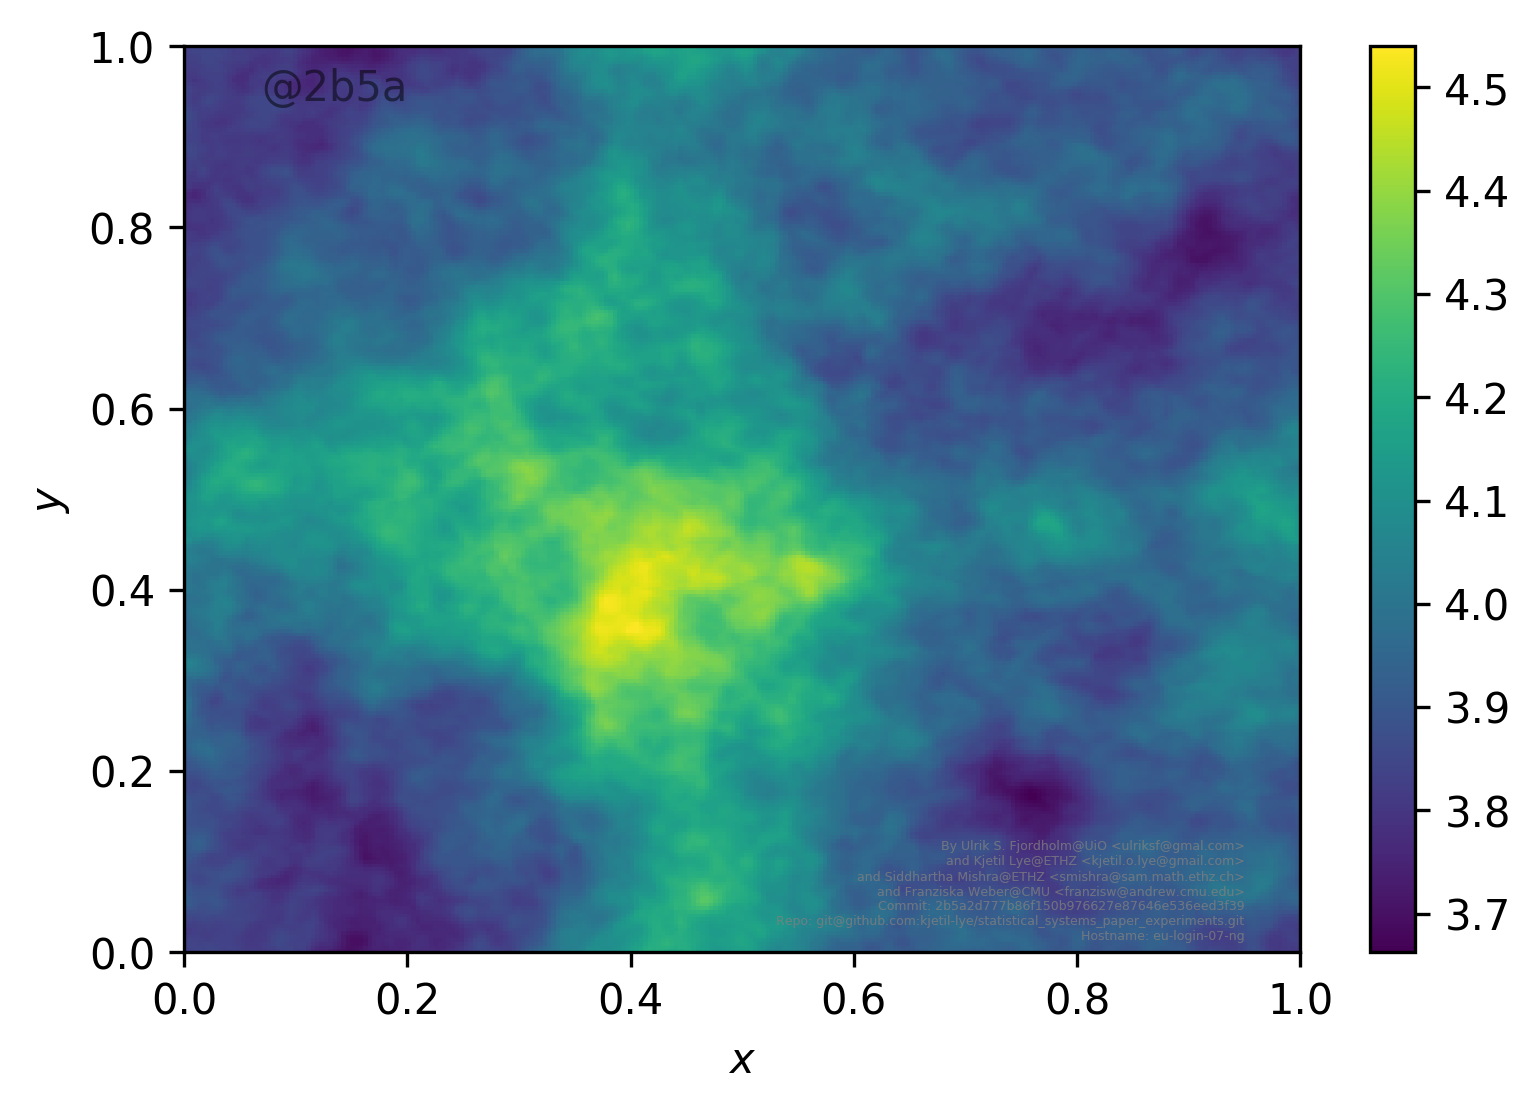 @2b5a
1.0
0.8
0.6
0.4
0.2
0.0
y
0.0 0.2 0.4 0.6 0.8 1.0
x
4.5
4.4
4.3
4.2
4.1
4.0
3.9
3.8
3.7
By Ulrik S. Fjordholm@UiO <ulriksf@gmal.com>
and Kjetil Lye@ETHZ <kjetil.o.lye@gmail.com>
and Siddhartha Mishra@ETHZ <smishra@sam.math.ethz.ch>
and Franziska Weber@CMU <franzisw@andrew.cmu.edu>
Commit: 2b5a2d777b86f150b976627e87646e536eed3f39
Repo: git@github.com:kjetil-lye/statistical_systems_paper_experiments.git
Hostname: eu-login-07-ng